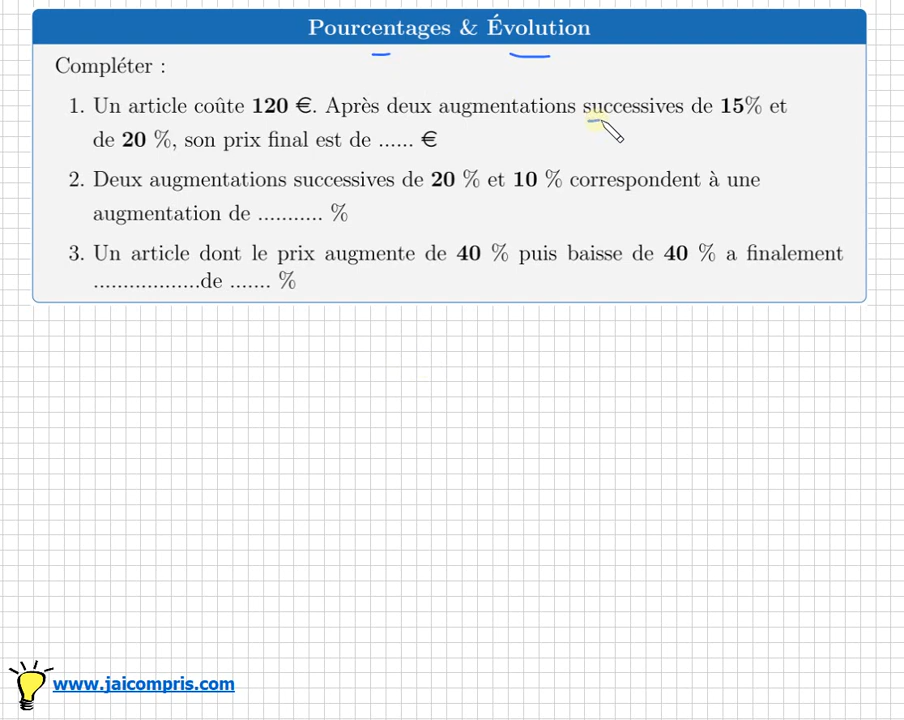 Pourcentages & Évolution
Compléter :
1. Un article coûte 120 €. Après deux augmentations successives de 15% et
de 20 %, son prix final est de ...... €
2. Deux augmentations successives de 20 % et 10 % correspondent à une
augmentation de ........... %
3. Un article dont le prix augmente de 40 % puis baisse de 40 % a finalement
..................de ....... %
www.jaicompris.com